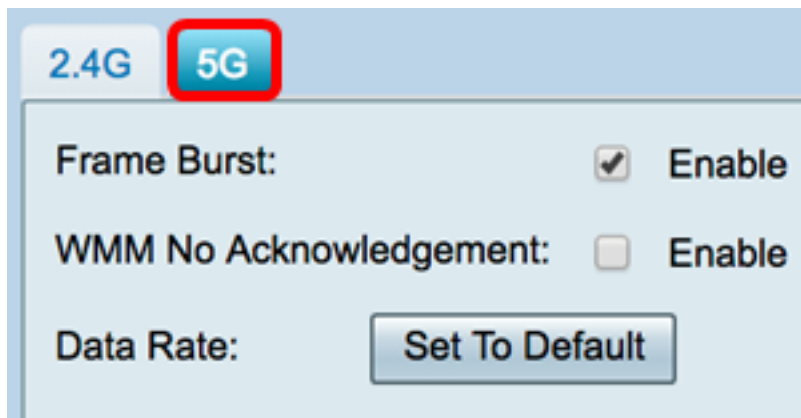 2.4G 5G
Frame Burst: Enable
WMM No Acknowledgement: Enable
Data Rate: Set To Default